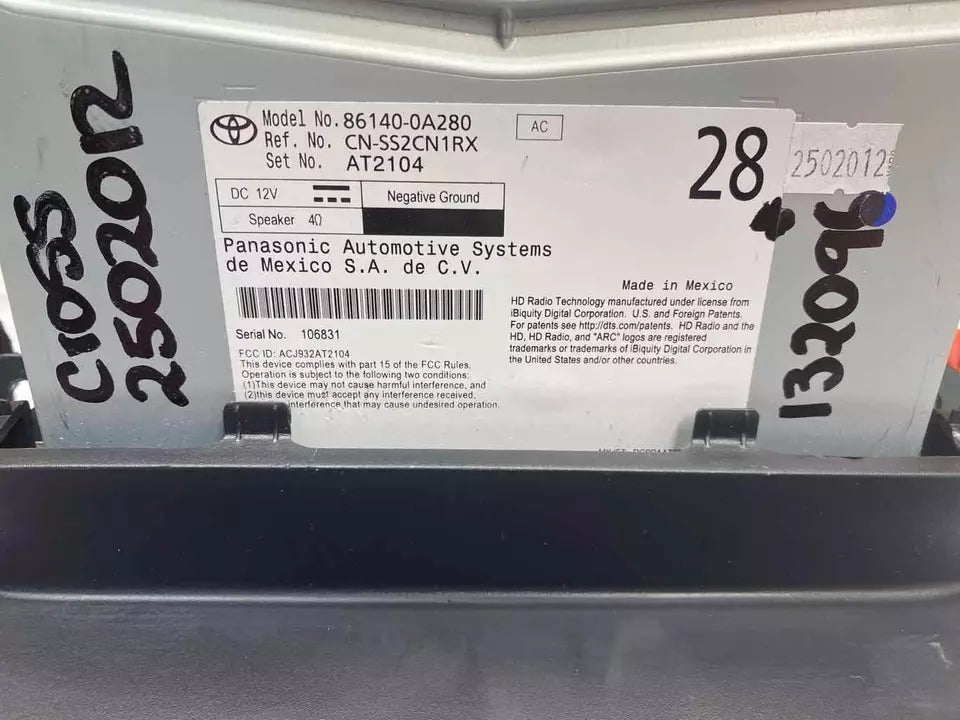 Model No. 86140-0A280
Ref. No. CN-SS2CN1RX
Set No. AT2104
AC
28
2502012
DC 12V
Negative Ground
Speaker 4Ω
Panasonic Automotive Systems
de Mexico S.A. de C.V.
Serial No. 106831
FCC ID: ACJ932AT2104
This device complies with part 15 of the FCC Rules.
Operation is subject to the following two conditions:
(1)This device may not cause harmful interference, and
(2)this device must accept any interference received,
interference that may cause undesired operation.
Made in Mexico
HD Radio Technology manufactured under license from
iBiquity Digital Corporation. U.S. and Foreign Patents.
For patents see http://dts.com/patents. HD Radio and the
HD, HD Radio, and "ARC" logos are registered
trademarks or trademarks of iBiquity Digital Corporation in
the United States and/or other countries.
2502012
132096